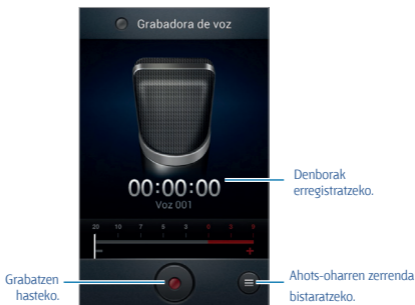 Grabadora de voz
00:00:00
Voz 001
Denborak
erregistratzeko.
20 10 7 5 3 0 3 9
Grabatzen
hasteko.
Ahots-oharren zerrenda
bistaratzeko.